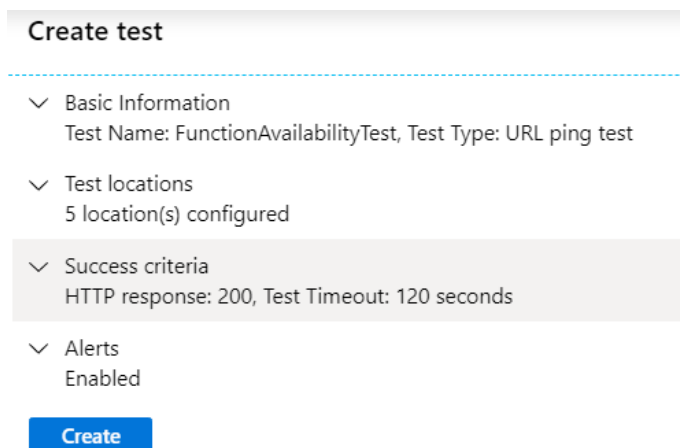 Create test
Basic Information
Test Name: FunctionAvailabilityTest, Test Type: URL ping test
Test locations
5 location(s) configured
Success criteria
HTTP response: 200, Test Timeout: 120 seconds
Alerts
Enabled
Create